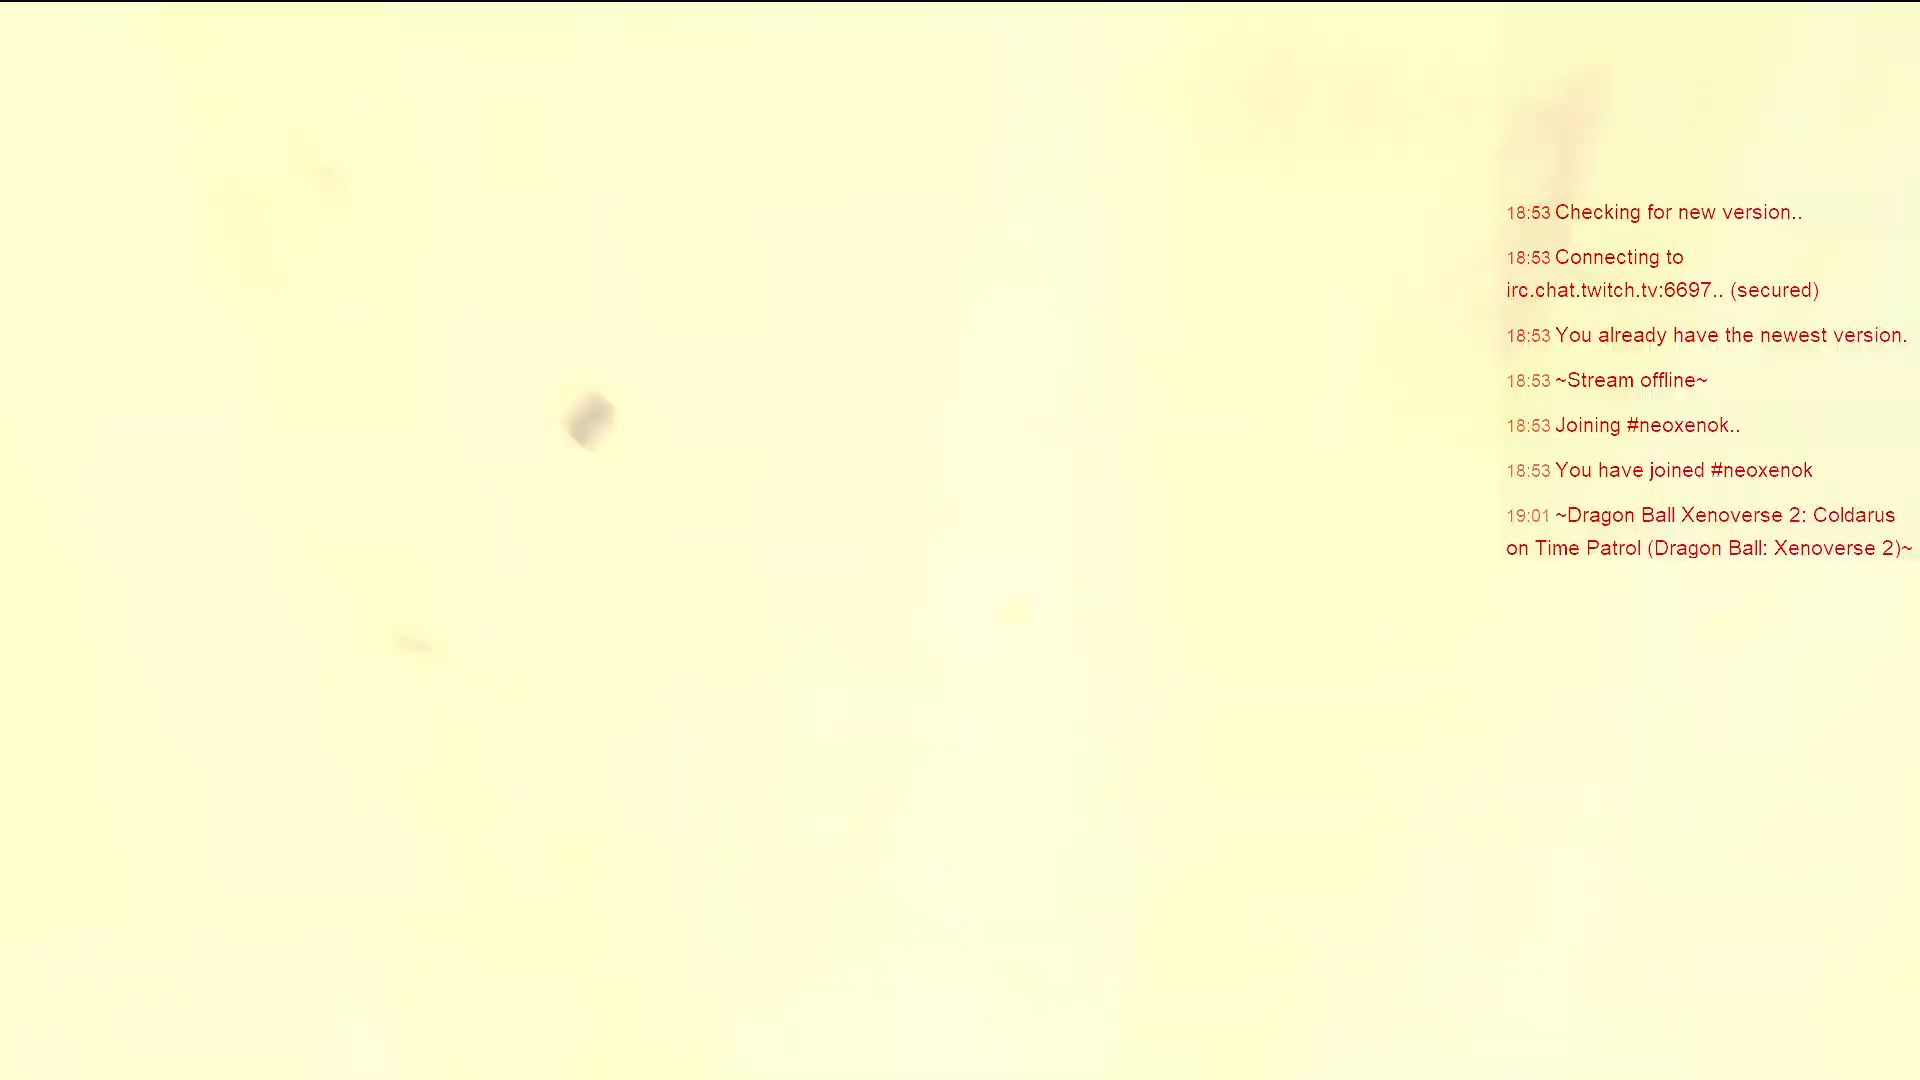 18:53 Checking for new version..
18:53 Connecting to
irc.chat.twitch.tv:6697.. (secured)
18:53 You already have the newest version.
18:53 ~Stream offline~
18:53 Joining #neoxenok..
18:53 You have joined #neoxenok
19:01 ~Dragon Ball Xenoverse 2: Coldarus
on Time Patrol (Dragon Ball: Xenoverse 2)~